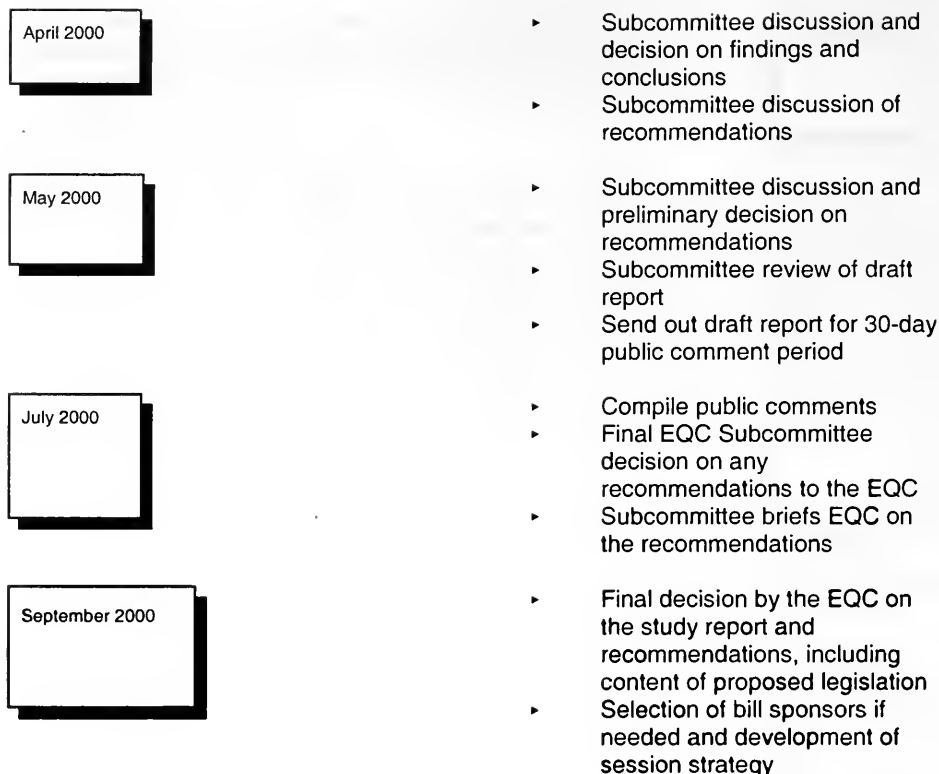 April 2000
► Subcommittee discussion and
decision on findings and
conclusions
► Subcommittee discussion of
recommendations
May 2000
► Subcommittee discussion and
preliminary decision on
recommendations
► Subcommittee review of draft
report
► Send out draft report for 30-day
public comment period
July 2000
► Compile public comments
► Final EQC Subcommittee
decision on any
recommendations to the EQC
► Subcommittee briefs EQC on
the recommendations
September 2000
► Final decision by the EQC on
the study report and
recommendations, including
content of proposed legislation
► Selection of bill sponsors if
needed and development of
session strategy